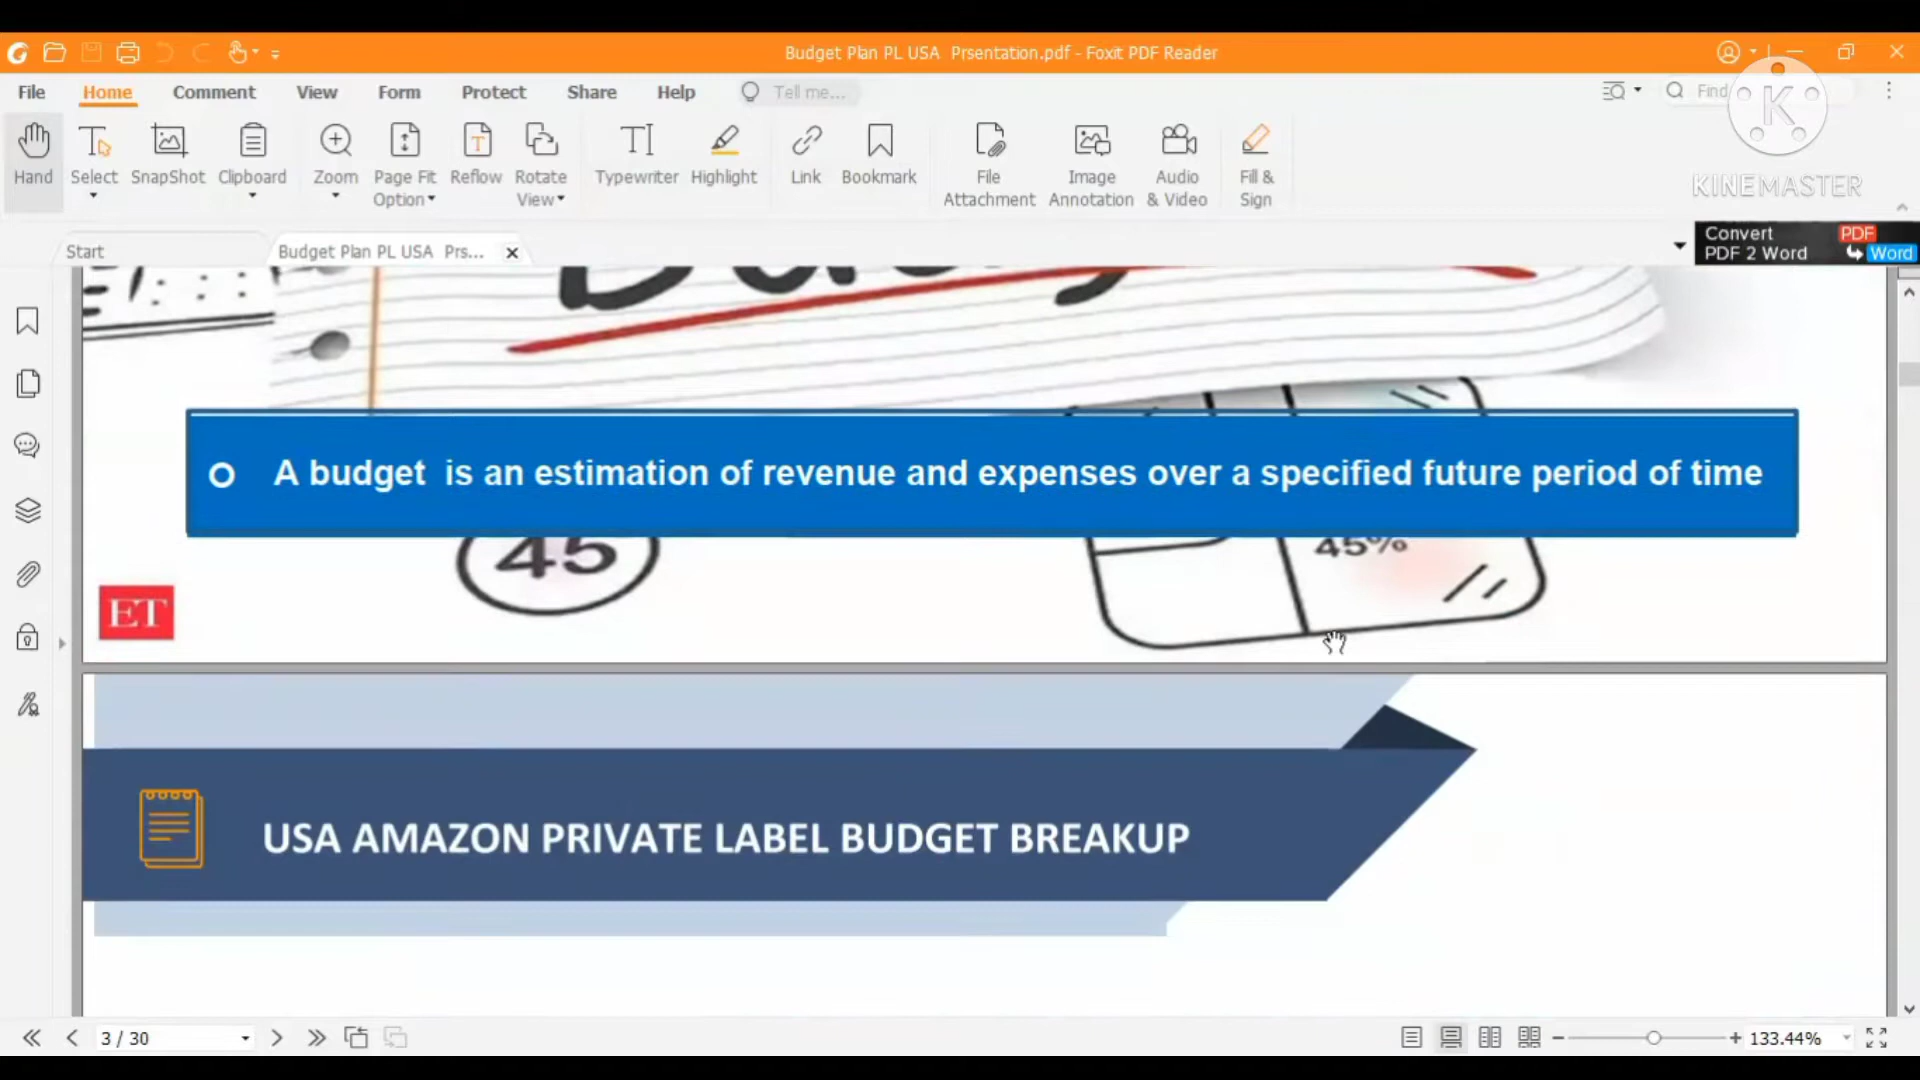 Budget Plan PL USA Prsentation.pdf - Foxit PDF Reader
File Home Comment View Form Protect Share Help Tell me... Find
Hand Select SnapShot Clipboard Zoom Page Fit Option Reflow Rotate View Typewriter Highlight Link Bookmark File Attachment Image Annotation Audio & Video Fill & Sign
K
KINEMASTER
Start Budget Plan PL USA Prs...
Convert PDF
PDF 2 Word Word
A budget is an estimation of revenue and expenses over a specified future period of time
45
45%
ET
USA AMAZON PRIVATE LABEL BUDGET BREAKUP
3 / 30
133.44%